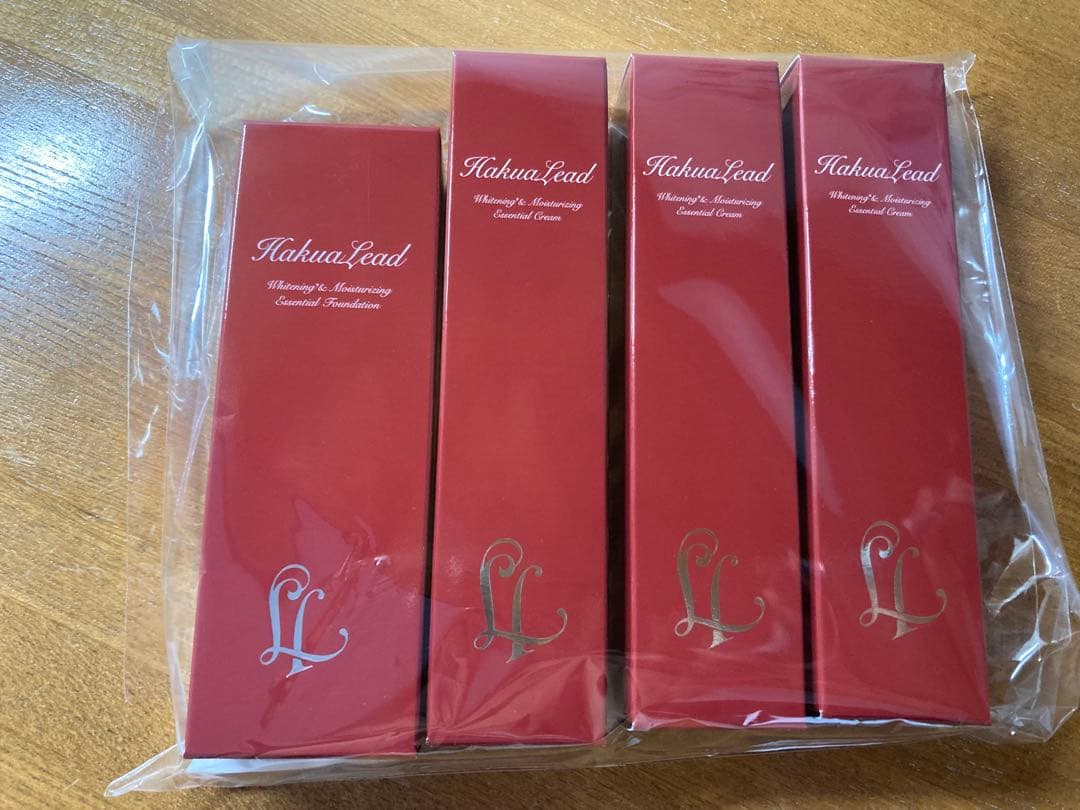 HakuaLead
Whitening*& Moisturizing
Essential Foundation
HakuaLead
Whitening*& Moisturizing
Essential Cream
HakuaLead
Whitening*& Moisturizing
Essential Cream
HakuaLead
Whitening*& Moisturizing
Essential Cream